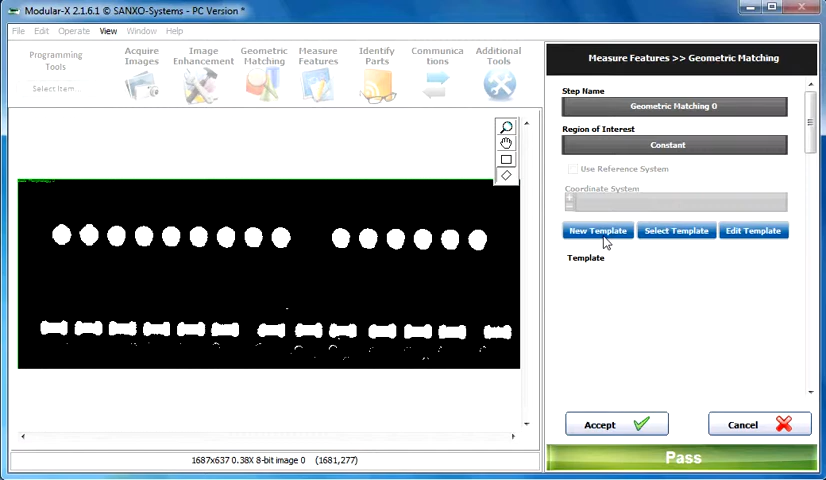 Modular-X 2.1.6.1 © SANXO-Systems - PC Version *
File Edit Operate View Window Help
Programming Tools
Select Item...
Acquire Images
Image Enhancement
Geometric Matching
Measure Features
Identify Parts
Communica tions
Additional Tools
Measure Features >> Geometric Matching
Step Name
Geometric Matching 0
Region of Interest
Constant
Use Reference System
Coordinate System
New Template Select Template Edit Template
Template
Accept Cancel
Pass
1687x637 0.38X 8-bit image 0 (1681,277)